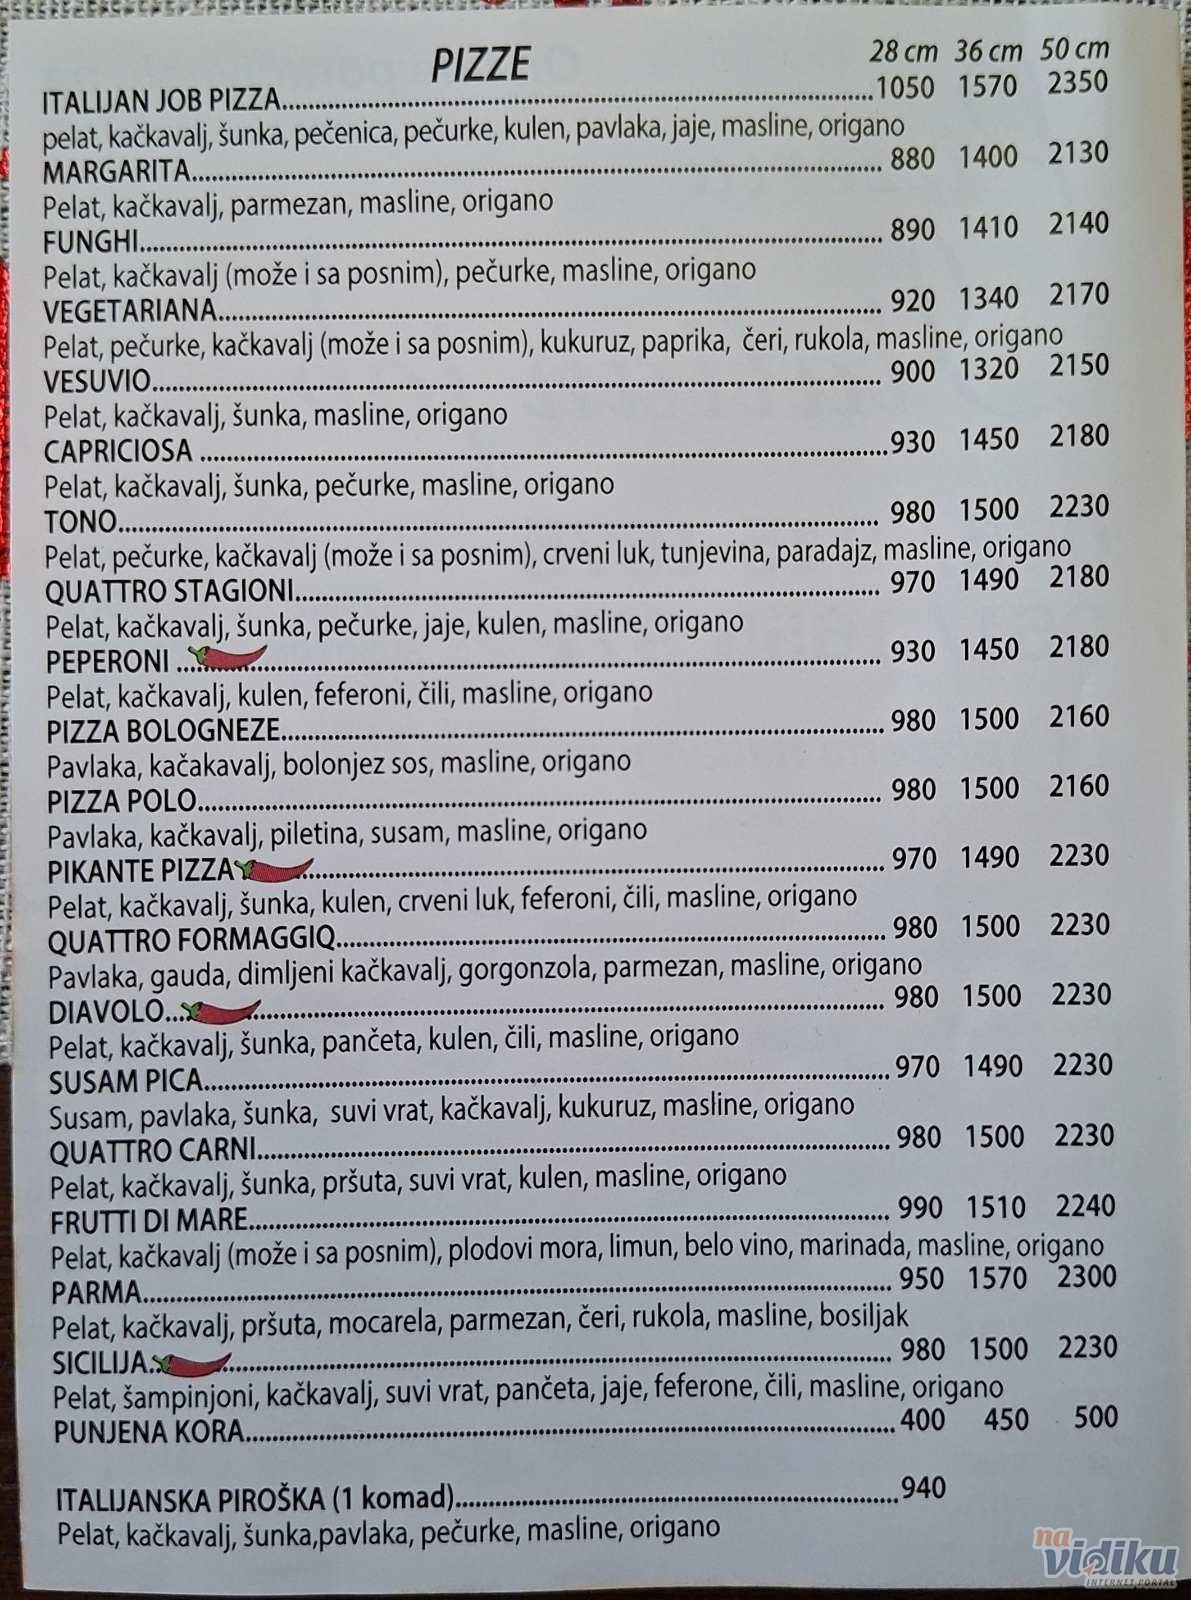 PIZZE 28 cm 36 cm 50 cm
ITALIJAN JOB PIZZA 1050 1570 2350
pelat, kačkavalj, šunka, pečenica, pečurke, kulen, pavlaka, jaje, masline, origano
MARGARITA 880 1400 2130
Pelat, kačkavalj, parmezan, masline, origano
FUNGHI 890 1410 2140
Pelat, kačkavalj (može i sa posnim), pečurke, masline, origano
VEGETARIANA 920 1340 2170
Pelat, pečurke, kačkavalj (može i sa posnim), kukuruz, paprika, čeri, rukola, masline, origano
VESUVIO 900 1320 2150
Pelat, kačkavalj, šunka, masline, origano
CAPRICIOSA 930 1450 2180
Pelat, kačkavalj, šunka, pečurke, masline, origano
TONO 980 1500 2230
Pelat, pečurke, kačkavalj (može i sa posnim), crveni luk, tunjevina, paradajz, masline, origano
QUATTRO STAGIONI 970 1490 2180
Pelat, kačkavalj, šunka, pečurke, jaje, kulen, masline, origano
PEPERONI 930 1450 2180
Pelat, kačkavalj, kulen, feferoni, čili, masline, origano
PIZZA BOLOGNEZE 980 1500 2160
Pavlaka, kačakavalj, bolonjez sos, masline, origano
PIZZA POLO 980 1500 2160
Pavlaka, kačkavalj, piletina, susam, masline, origano
PIKANTE PIZZA 970 1490 2230
Pelat, kačkavalj, šunka, kulen, crveni luk, feferoni, čili, masline, origano
QUATTRO FORMAGGIQ 980 1500 2230
Pavlaka, gauda, dimljeni kačkavalj, gorgonzola, parmezan, masline, origano
DIAVOLO 980 1500 2230
Pelat, kačkavalj, šunka, pančeta, kulen, čili, masline, origano
SUSAM PICA 970 1490 2230
Susam, pavlaka, šunka, suvi vrat, kačkavalj, kukuruz, masline, origano
QUATTRO CARNI 980 1500 2230
Pelat, kačkavalj, šunka, pršuta, suvi vrat, kulen, masline, origano
FRUTTI DI MARE 990 1510 2240
Pelat, kačkavalj (može i sa posnim), plodovi mora, limun, belo vino, marinada, masline, origano
PARMA 950 1570 2300
Pelat, kačkavalj, pršuta, mocarela, parmezan, čeri, rukola, masline, bosiljak
SICILIJA 980 1500 2230
Pelat, šampinjoni, kačkavalj, suvi vrat, pančeta, jaje, feferone, čili, masline, origano
PUNJENA KORA 400 450 500
ITALIJANSKA PIROŠKA (1 komad) 940
Pelat, kačkavalj, šunka,pavlaka, pečurke, masline, origano
na
vidiku
INTERNET PORTAL